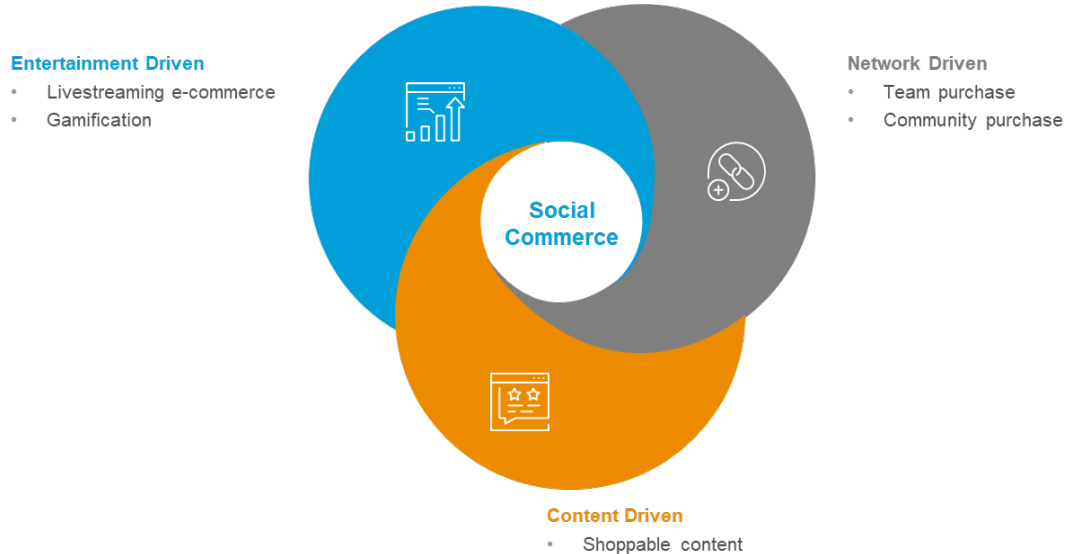 Entertainment Driven
• Livestreaming e-commerce
• Gamification
Network Driven
• Team purchase
• Community purchase
Social
Commerce
Content Driven
• Shoppable content